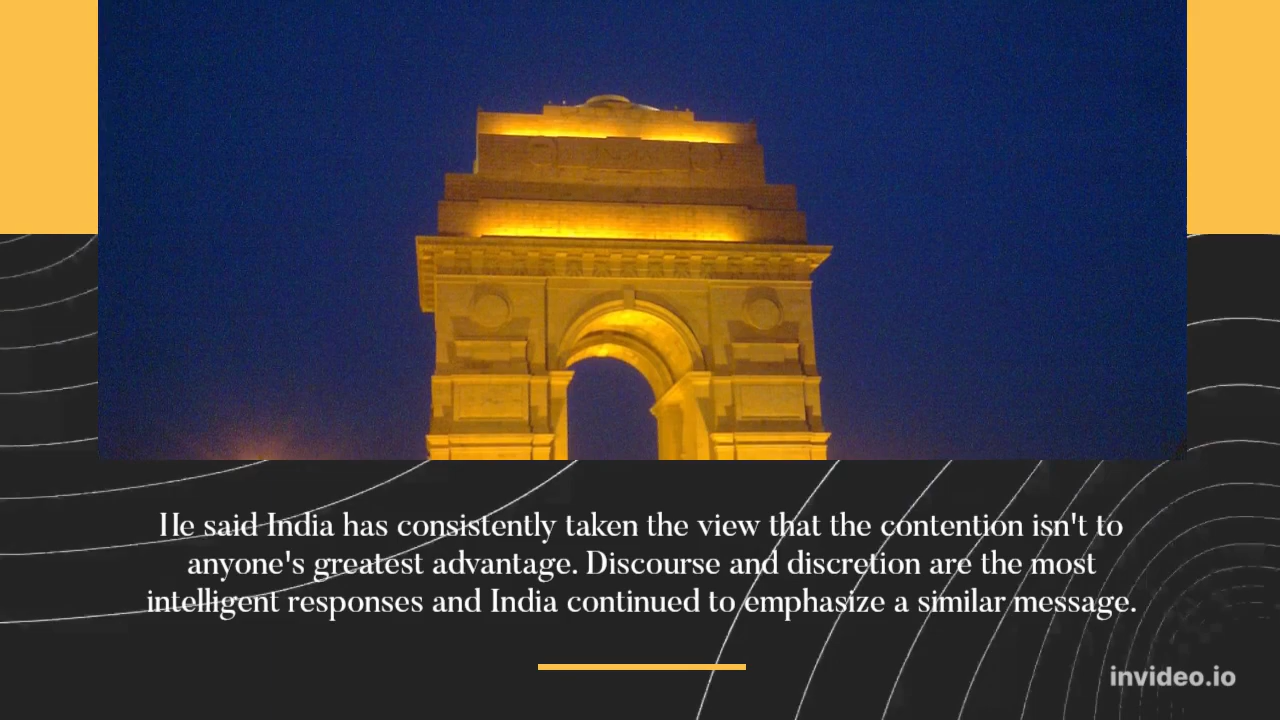 He said India has consistently taken the view that the contention isn't to
anyone's greatest advantage. Discourse and discretion are the most
intelligent responses and India continued to emphasize a similar message.
invideo.io